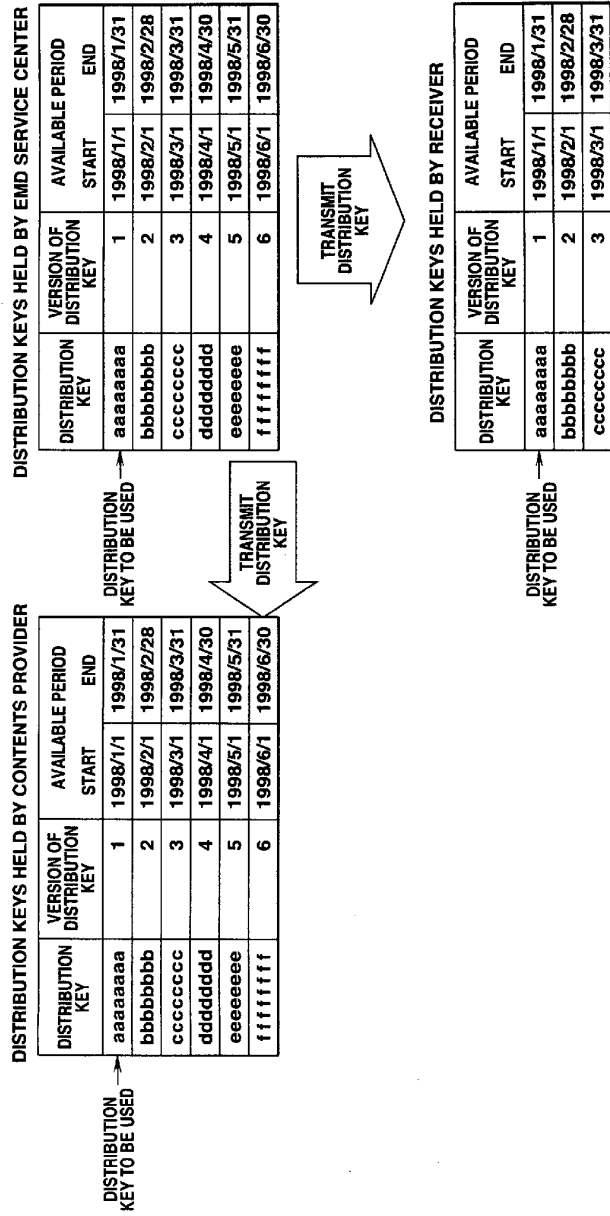 DISTRIBUTION KEYS HELD BY CONTENTS PROVIDER
DISTRIBUTION
KEY
VERSION OF
DISTRIBUTION
KEY
AVAILABLE PERIOD
START END
aaaaaaaa 1 1998/1/1 1998/1/31
bbbbbbbb 2 1998/2/1 1998/2/28
cccccccc 3 1998/3/1 1998/3/31
dddddddd 4 1998/4/1 1998/4/30
eeeeeeee 5 1998/5/1 1998/5/31
ffffffff 6 1998/6/1 1998/6/30
DISTRIBUTION
KEY TO BE USED
TRANSMIT
DISTRIBUTION
KEY
DISTRIBUTION KEYS HELD BY EMD SERVICE CENTER
DISTRIBUTION
KEY
VERSION OF
DISTRIBUTION
KEY
AVAILABLE PERIOD
START END
aaaaaaaa 1 1998/1/1 1998/1/31
bbbbbbbb 2 1998/2/1 1998/2/28
cccccccc 3 1998/3/1 1998/3/31
dddddddd 4 1998/4/1 1998/4/30
eeeeeeee 5 1998/5/1 1998/5/31
ffffffff 6 1998/6/1 1998/6/30
DISTRIBUTION
KEY TO BE USED
TRANSMIT
DISTRIBUTION
KEY
DISTRIBUTION KEYS HELD BY RECEIVER
DISTRIBUTION
KEY
VERSION OF
DISTRIBUTION
KEY
AVAILABLE PERIOD
START END
aaaaaaaa 1 1998/1/1 1998/1/31
bbbbbbbb 2 1998/2/1 1998/2/28
cccccccc 3 1998/3/1 1998/3/31
DISTRIBUTION
KEY TO BE USED